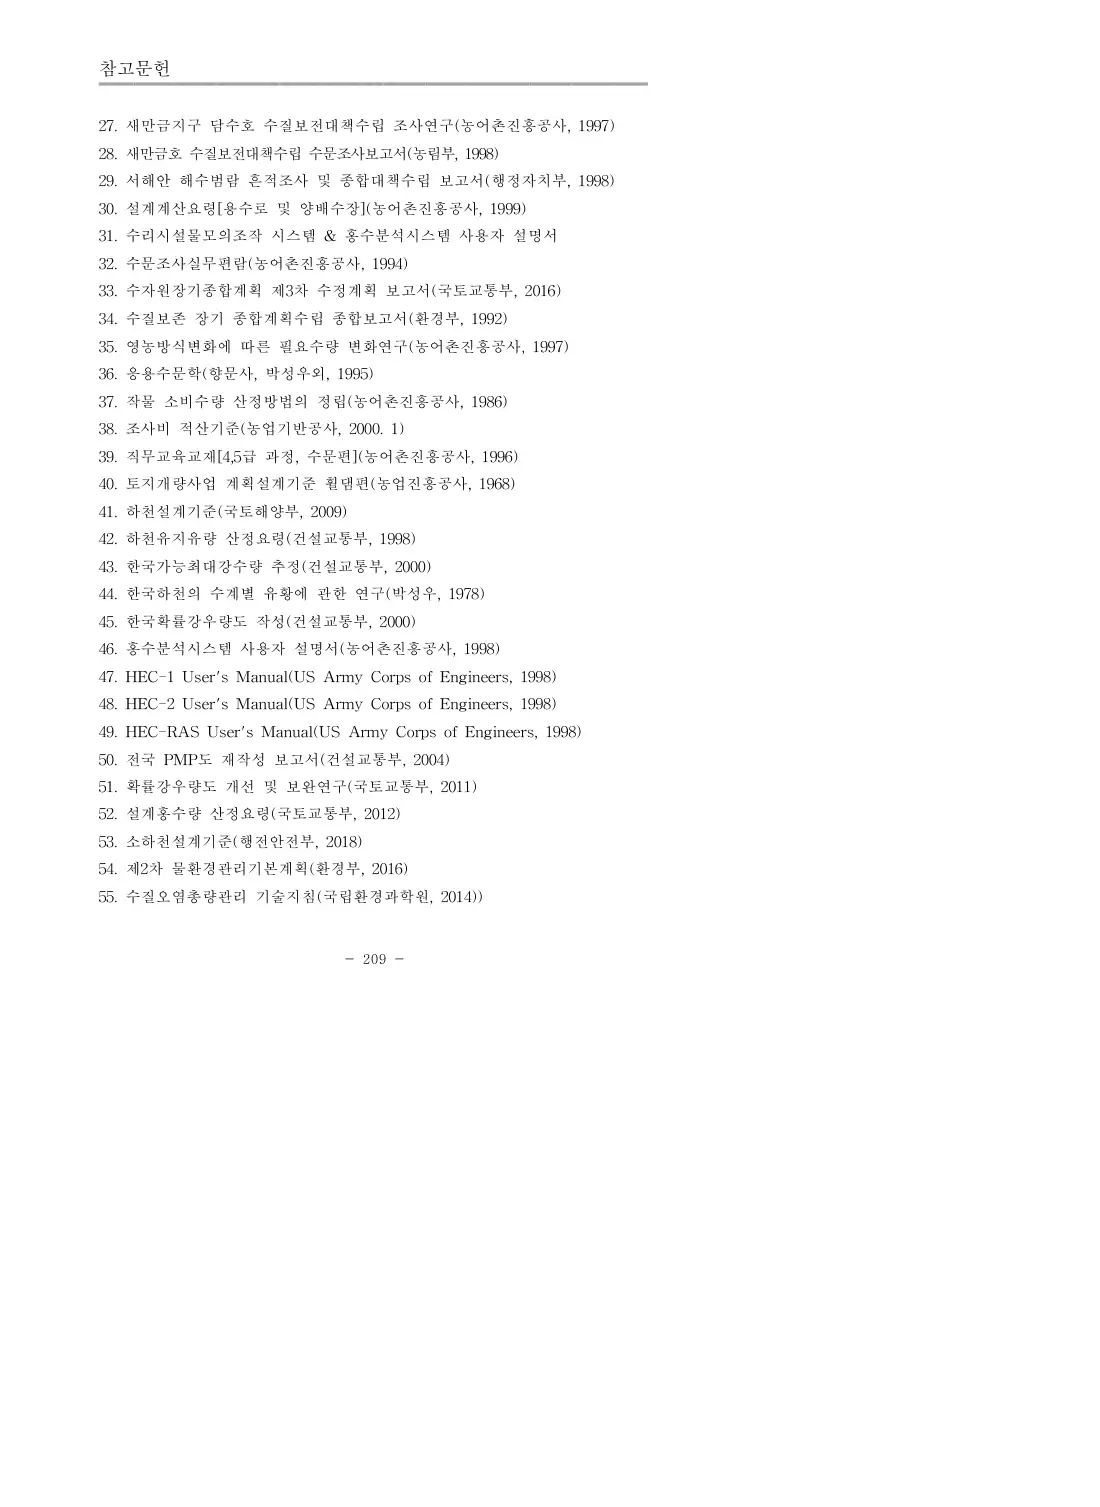 참고문헌
27. 새만금지구 담수호 수질보전대책수립 조사연구(농어촌진흥공사, 1997)
28. 새만금호 수질보전대책수립 수문조사보고서(농림부, 1998)
29. 서해안 해수범람 흔적조사 및 종합대책수립 보고서(행정자치부, 1998)
30. 설계계산요령[용수로 및 양배수장](농어촌진흥공사, 1999)
31. 수리시설물모의조작 시스템 & 홍수분석시스템 사용자 설명서
32. 수문조사실무편람(농어촌진흥공사, 1994)
33. 수자원장기종합계획 제3차 수정계획 보고서(국토교통부, 2016)
34. 수질보존 장기 종합계획수립 종합보고서(환경부, 1992)
35. 영농방식변화에 따른 필요수량 변화연구(농어촌진흥공사, 1997)
36. 응용수문학(향문사, 박성우외, 1995)
37. 작물 소비수량 산정방법의 정립(농어촌진흥공사, 1986)
38. 조사비 적산기준(농업기반공사, 2000. 1)
39. 직무교육교재[4,5급 과정, 수문편](농어촌진흥공사, 1996)
40. 토지개량사업 계획설계기준 휠댐편(농업진흥공사, 1968)
41. 하천설계기준(국토해양부, 2009)
42. 하천유지유량 산정요령(건설교통부, 1998)
43. 한국가능최대강수량 추정(건설교통부, 2000)
44. 한국하천의 수계별 유황에 관한 연구(박성우, 1978)
45. 한국확률강우량도 작성(건설교통부, 2000)
46. 홍수분석시스템 사용자 설명서(농어촌진흥공사, 1998)
47. HEC-1 User's Manual(US Army Corps of Engineers, 1998)
48. HEC-2 User's Manual(US Army Corps of Engineers, 1998)
49. HEC-RAS User's Manual(US Army Corps of Engineers, 1998)
50. 전국 PMP도 재작성 보고서(건설교통부, 2004)
51. 확률강우량도 개선 및 보완연구(국토교통부, 2011)
52. 설계홍수량 산정요령(국토교통부, 2012)
53. 소하천설계기준(행전안전부, 2018)
54. 제2차 물환경관리기본계획(환경부, 2016)
55. 수질오염총량관리 기술지침(국립환경과학원, 2014))
- 209 -